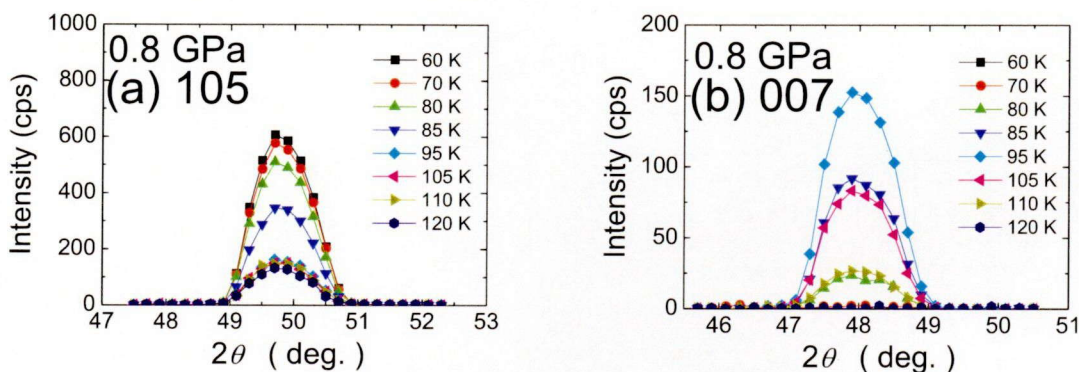 0.8 GPa
(a) 105
Intensity (cps)
1000
800
600
400
200
0
47 48 49 50 51 52 53
2θ ( deg. )
60 K
70 K
80 K
85 K
95 K
105 K
110 K
120 K
0.8 GPa
(b) 007
Intensity (cps)
200
150
100
50
0
46 47 48 49 50 51
2θ ( deg. )
60 K
70 K
80 K
85 K
95 K
105 K
110 K
120 K